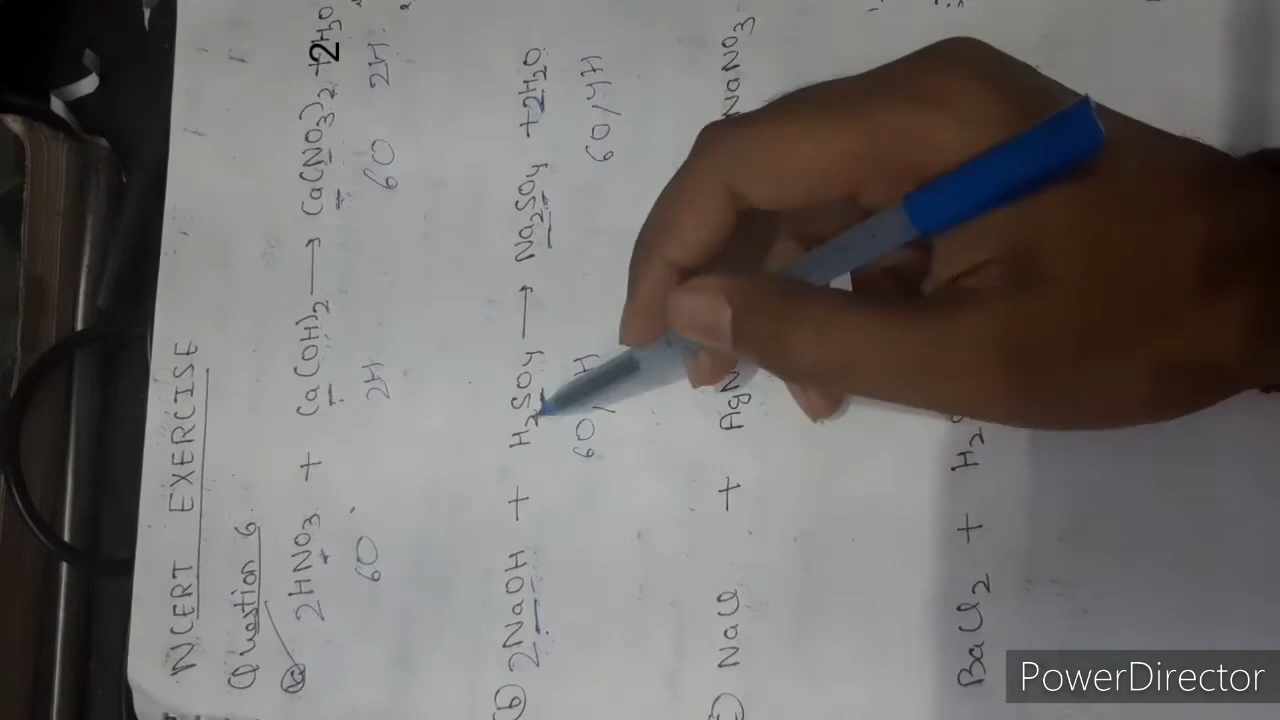 NCERT EXERCISE
Question 6
(a) 2HNO3 + Ca(OH)2 → Ca(NO3)2 + 2H2O
6O 2H 6O 2H
(b) 2NaOH + H2SO4 → Na2SO4 + 2H2O
6O, H 6O, 4H
(c) NaCl + AgN NaNO3
BaCl2 + H2S
PowerDirector